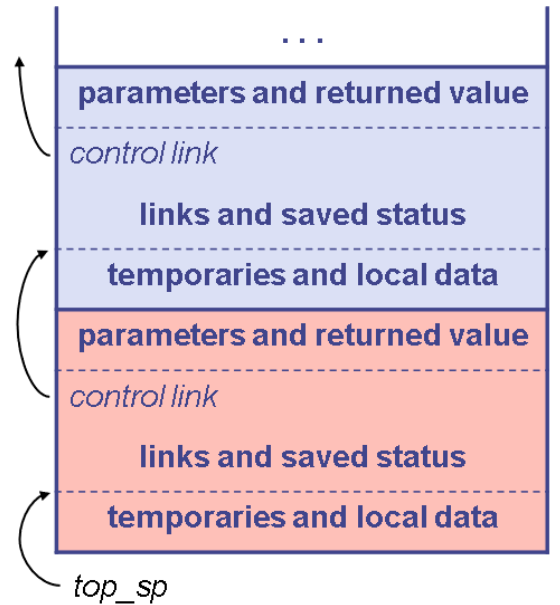 . . .
parameters and returned value
control link
links and saved status
temporaries and local data
parameters and returned value
control link
links and saved status
temporaries and local data
top_sp